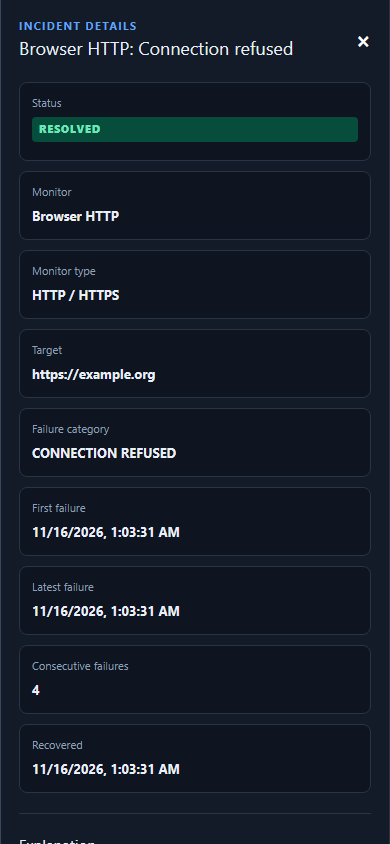 INCIDENT DETAILS
Browser HTTP: Connection refused
×
Status
RESOLVED
Monitor
Browser HTTP
Monitor type
HTTP / HTTPS
Target
https://example.org
Failure category
CONNECTION REFUSED
First failure
11/16/2026, 1:03:31 AM
Latest failure
11/16/2026, 1:03:31 AM
Consecutive failures
4
Recovered
11/16/2026, 1:03:31 AM
Explanation